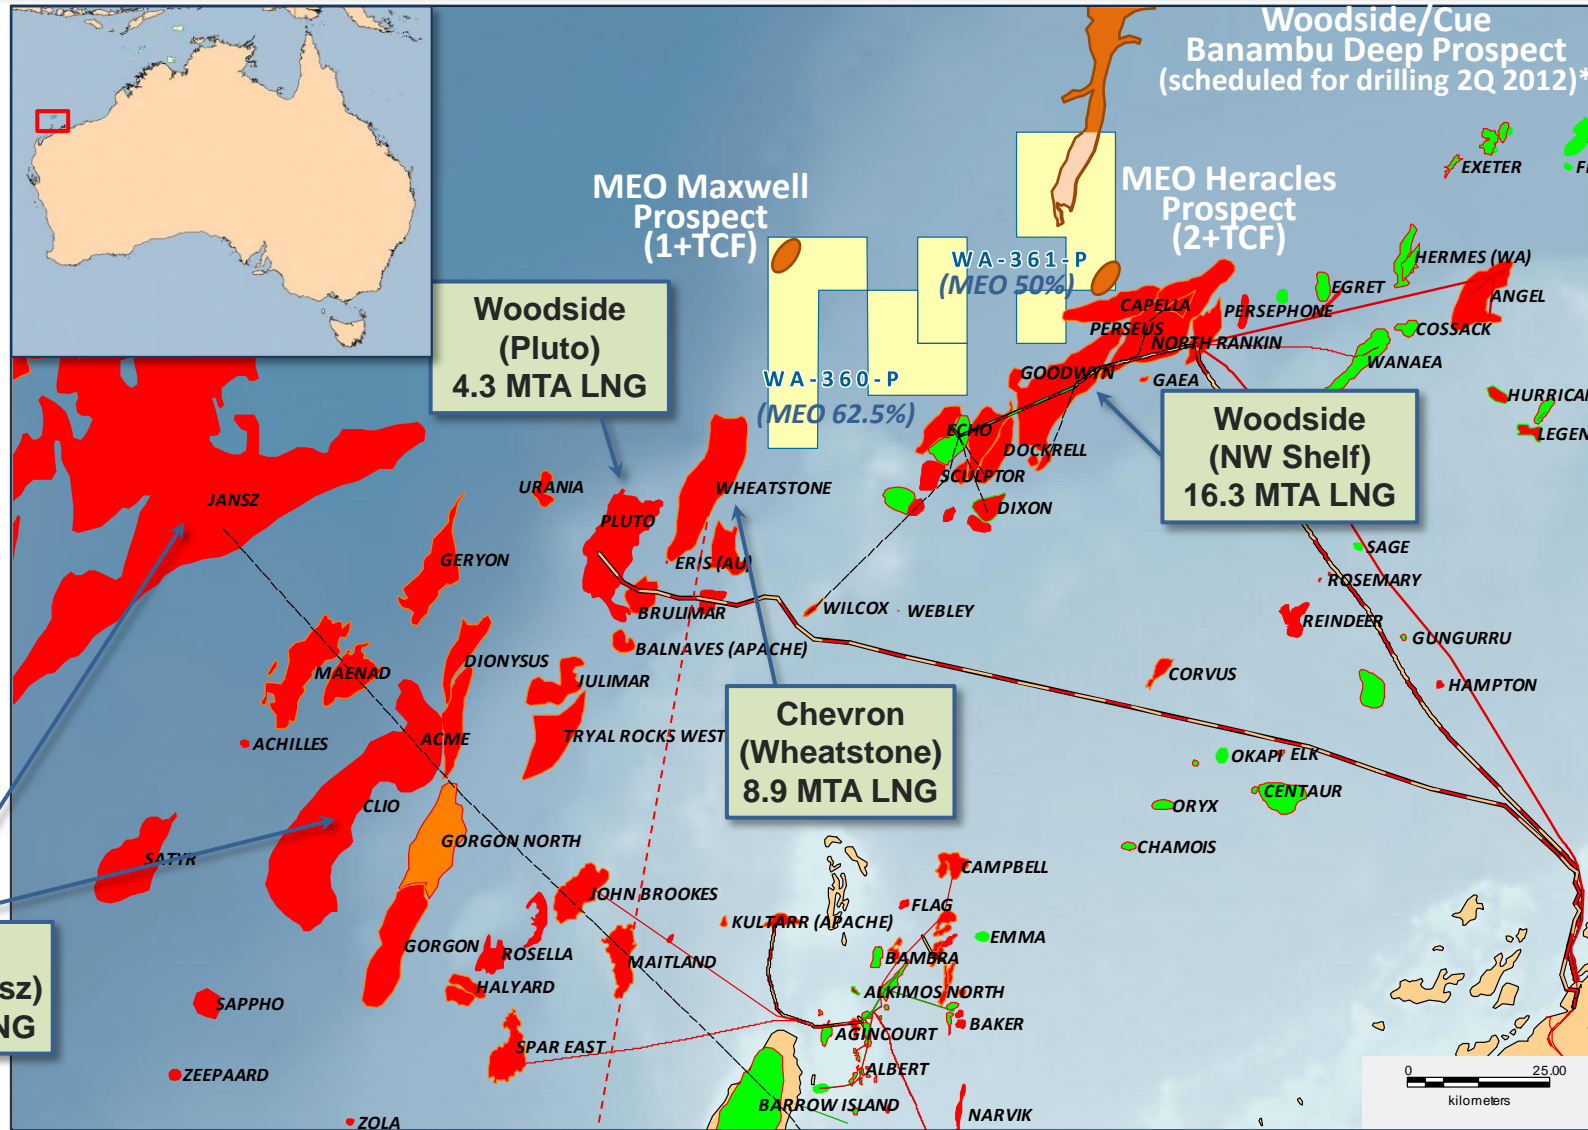 Woodside/Cue
Banambu Deep Prospect
(scheduled for drilling 2Q 2012)*
MEO Maxwell
Prospect
(1+TCF)
MEO Heracles
Prospect
(2+TCF)
EXETER
WA-361-P
(MEO 50%)
HERMES (WA)
EGRET
ANGEL
CAPELLA
PERSEPHONE
PERSEUS
COSSACK
NORTH RANKIN
WANAEA
Woodside
(Pluto)
4.3 MTA LNG
WA-360-P
(MEO 62.5%)
GOODWYN
GAEA
Woodside
(NW Shelf)
16.3 MTA LNG
ECHO
DOCKRELL
SCULPTOR
DIXON
JANSZ
URANIA
PLUTO
WHEATSTONE
GERYON
ERIS (AU)
SAGE
ROSEMARY
BRULIMAR
WILCOX
WEBLEY
REINDEER
GUNGURRU
BALNAVES (APACHE)
DIONYSUS
MAENAD
JULIMAR
CORVUS
HAMPTON
ACHILLES
ACME
TRYAL ROCKS WEST
Chevron
(Wheatstone)
8.9 MTA LNG
OKAPI
ELK
CLIO
ORYX
CENTAUR
GORGON NORTH
CHAMOIS
SATYR
CAMPBELL
JOHN BROOKES
FLAG
KULTARR (APACHE)
EMMA
GORGON
ROSELLA
MAITLAND
BAMBRA
HALYARD
ALKIMOS NORTH
SAPPHO
BAKER
AGINCOURT
SPAR EAST
ALBERT
ZEEPAARD
BARROW ISLAND
NARVIK
ZOLA
0 25.00
kilometers